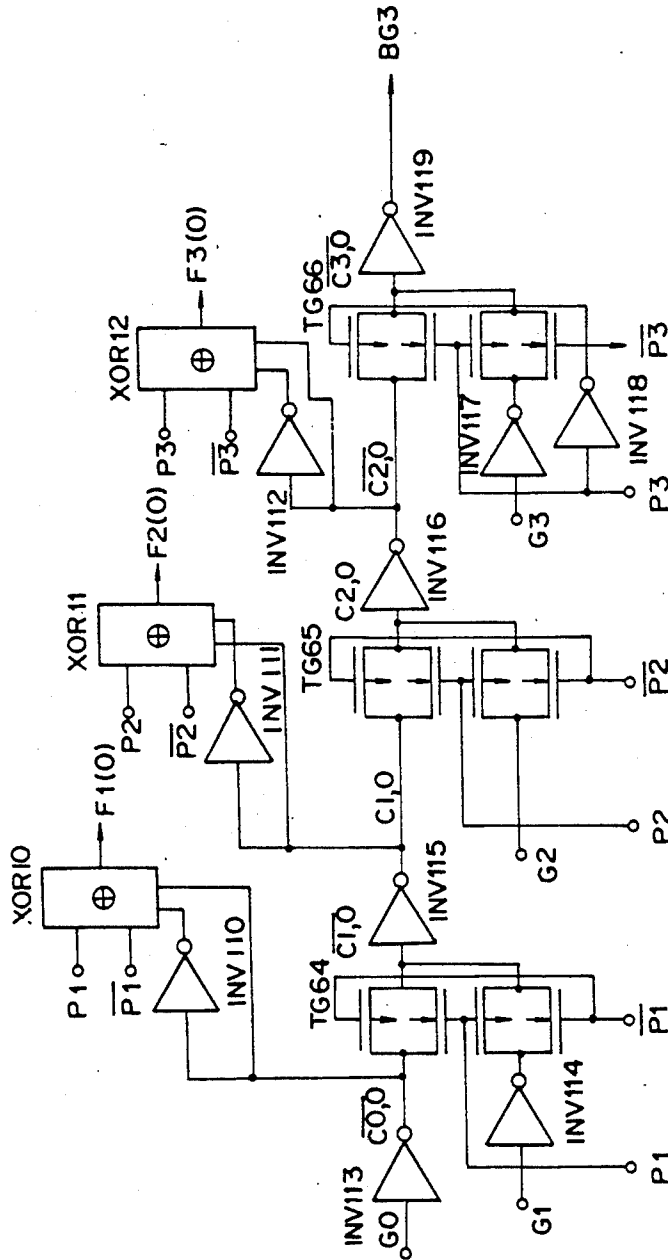 XOR10
P1
P̅1̅
F1(0)
INV110
XOR11
P2
P̅2̅
F2(0)
INV111
XOR12
P3
P̅3̅
F3(0)
INV112
G0
INV113
C̅0̅,̅0̅
TG64
C̅1̅,̅0̅
INV115
C1,0
TG65
C2,0
INV116
C̅2̅,̅0̅
TG66
C̅3̅,̅0̅
INV119
BG3
G1
INV114
P1
P̅1̅
G2
P2
P̅2̅
G3
INV117
INV118
P3
P̅3̅